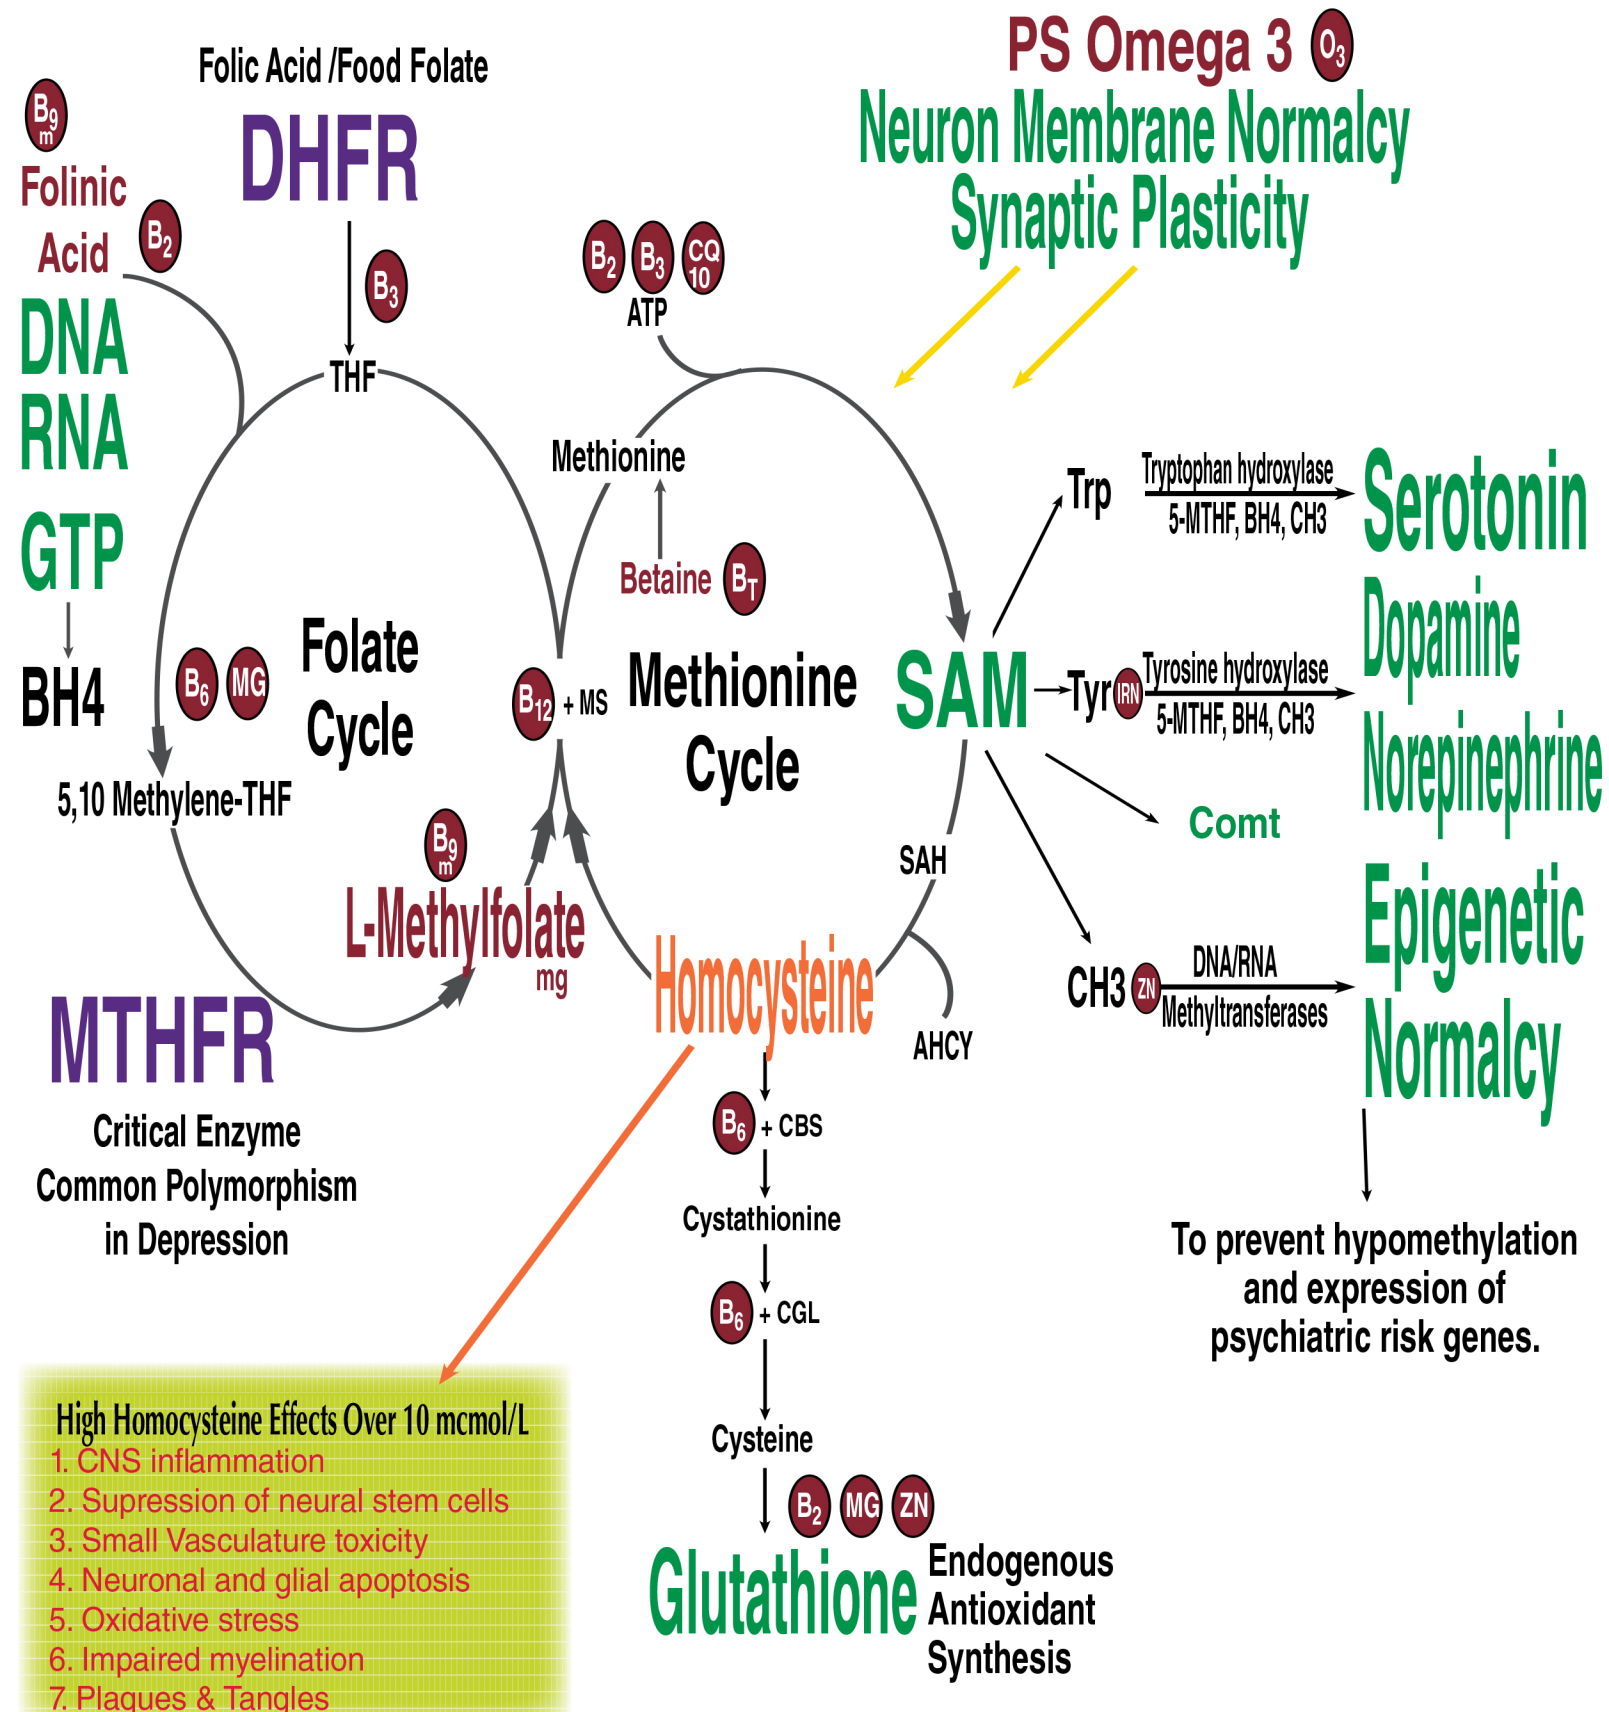 PS Omega 3 O3
Neuron Membrane Normalcy
Synaptic Plasticity
Folic Acid /Food Folate
DHFR
B9
m
Folinic
Acid
B2
B3
DNA
RNA
GTP
BH4
THF
B2 B3 CQ
10
ATP
Methionine
Betaine BT
Folate
Cycle
B6 MG
B12 + MS
Methionine
Cycle
SAM
5,10 Methylene-THF
B9
m
L-Methylfolate
mg
MTHFR
Critical Enzyme
Common Polymorphism
in Depression
SAH
Homocysteine
AHCY
Trp
Tryptophan hydroxylase
5-MTHF, BH4, CH3
Serotonin
Tyr IRN
Tyrosine hydroxylase
5-MTHF, BH4, CH3
Dopamine
Norepinephrine
Comt
CH3 ZN
DNA/RNA
Methyltransferases
Epigenetic
Normalcy
To prevent hypomethylation
and expression of
psychiatric risk genes.
B6 + CBS
Cystathionine
B6 + CGL
Cysteine
B2 MG ZN
Glutathione
Endogenous
Antioxidant
Synthesis
High Homocysteine Effects Over 10 mcmol/L
1. CNS inflammation
2. Supression of neural stem cells
3. Small Vasculature toxicity
4. Neuronal and glial apoptosis
5. Oxidative stress
6. Impaired myelination
7. Plaques & Tangles